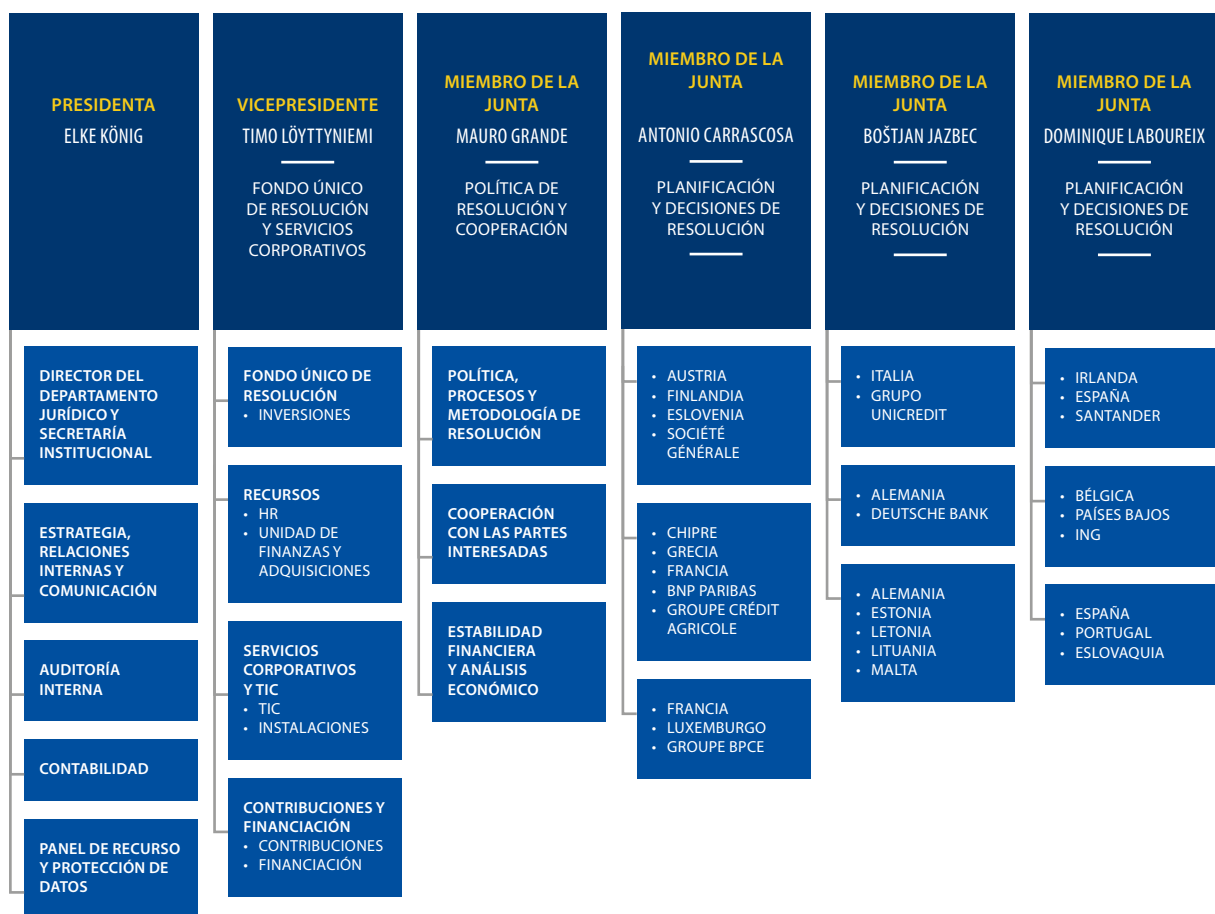 PRESIDENTA
ELKE KÖNIG
DIRECTOR DEL
DEPARTAMENTO
JURÍDICO Y
SECRETARÍA
INSTITUCIONAL
ESTRATEGIA,
RELACIONES
INTERNAS Y
COMUNICACIÓN
AUDITORÍA
INTERNA
CONTABILIDAD
PANEL DE RECURSO
Y PROTECCIÓN DE
DATOS
VICEPRESIDENTE
TIMO LÖYTTYNIEMI
FONDO ÚNICO
DE RESOLUCIÓN
Y SERVICIOS
CORPORATIVOS
FONDO ÚNICO DE
RESOLUCIÓN
• INVERSIONES
RECURSOS
• HR
• UNIDAD DE
FINANZAS Y
ADQUISICIONES
SERVICIOS
CORPORATIVOS
Y TIC
• TIC
• INSTALACIONES
CONTRIBUCIONES Y
FINANCIACIÓN
• CONTRIBUCIONES
• FINANCIACIÓN
MIEMBRO DE LA
JUNTA
MAURO GRANDE
POLÍTICA DE
RESOLUCIÓN Y
COOPERACIÓN
POLÍTICA,
PROCESOS Y
METODOLOGÍA DE
RESOLUCIÓN
COOPERACIÓN
CON LAS PARTES
INTERESADAS
ESTABILIDAD
FINANCIERA
Y ANÁLISIS
ECONÓMICO
MIEMBRO DE LA
JUNTA
ANTONIO CARRASCOSA
PLANIFICACIÓN
Y DECISIONES DE
RESOLUCIÓN
• AUSTRIA
• FINLANDIA
• ESLOVENIA
• SOCIÉTÉ
GÉNÉRALE
• CHIPRE
• GRECIA
• FRANCIA
• BNP PARIBAS
• GROUPE CRÉDIT
AGRICOLE
• FRANCIA
• LUXEMBURGO
• GROUPE BPCE
MIEMBRO DE LA
JUNTA
BOŠTJAN JAZBEC
PLANIFICACIÓN
Y DECISIONES DE
RESOLUCIÓN
• ITALIA
• GRUPO
UNICREDIT
• ALEMANIA
• DEUTSCHE BANK
• ALEMANIA
• ESTONIA
• LETONIA
• LITUANIA
• MALTA
MIEMBRO DE LA
JUNTA
DOMINIQUE LABOUREIX
PLANIFICACIÓN
Y DECISIONES DE
RESOLUCIÓN
• IRLANDA
• ESPAÑA
• SANTANDER
• BÉLGICA
• PAÍSES BAJOS
• ING
• ESPAÑA
• PORTUGAL
• ESLOVAQUIA